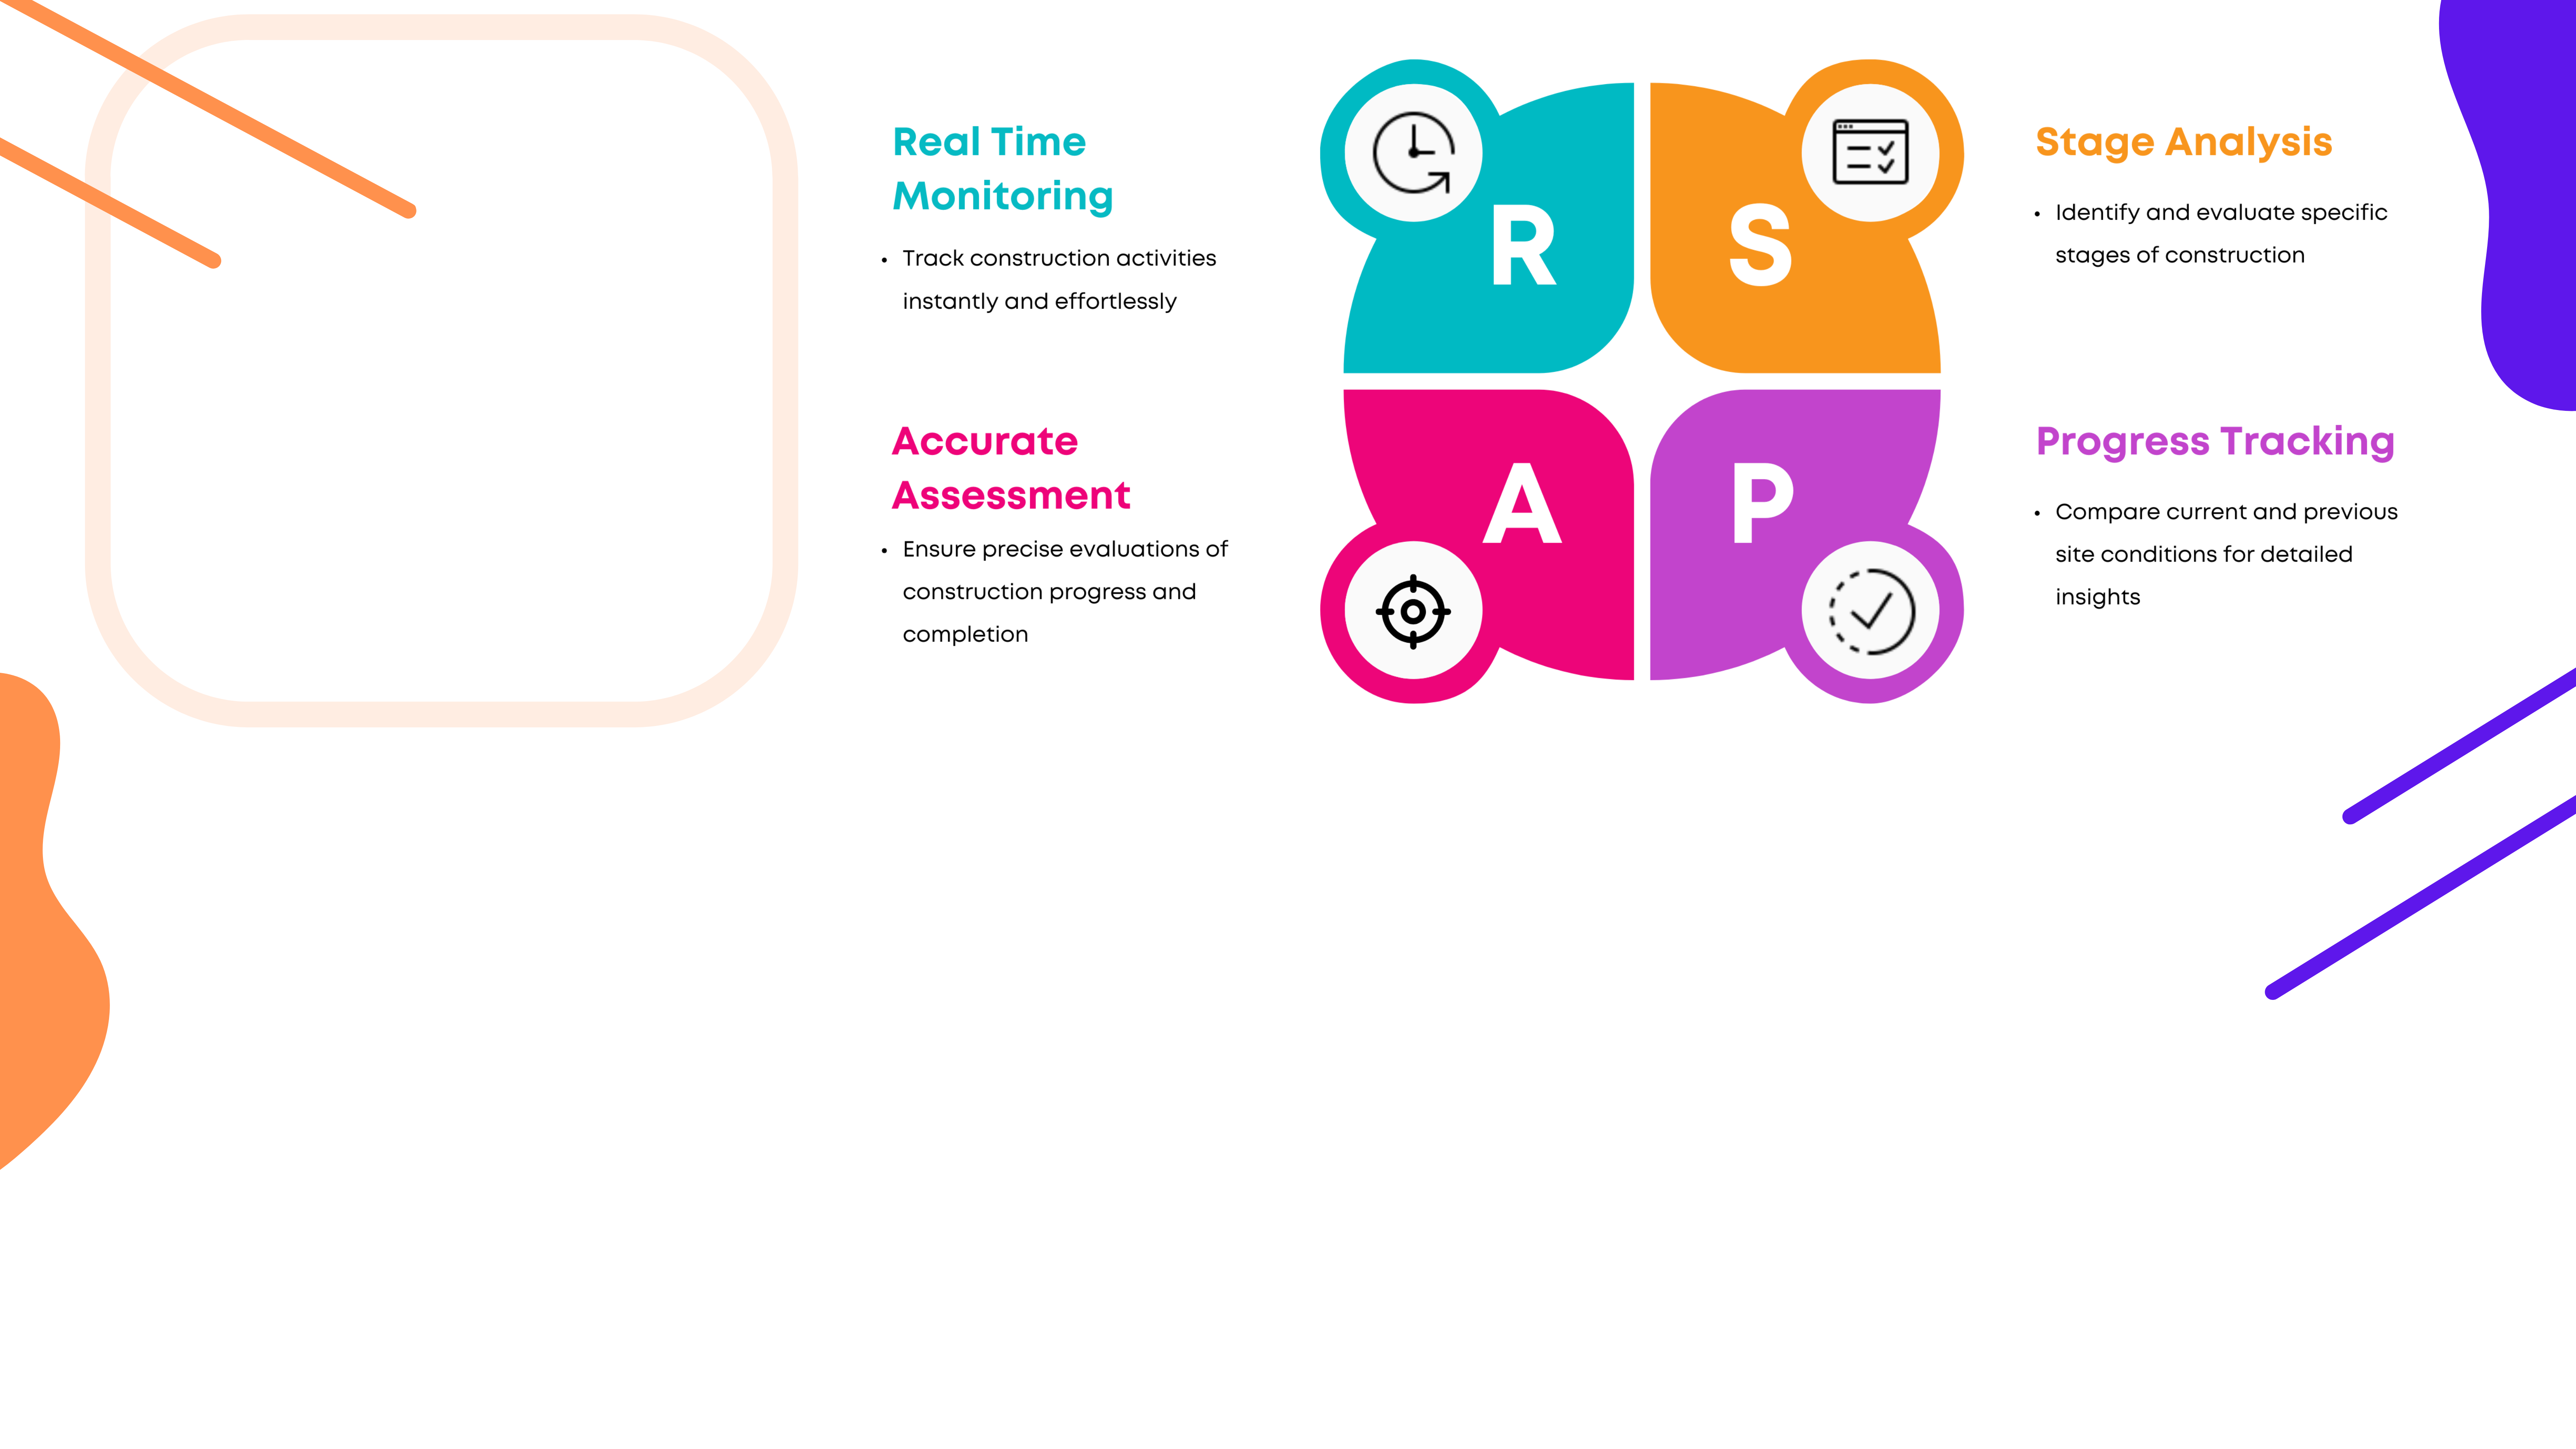 Real Time
Monitoring
• Track construction activities
instantly and effortlessly
Accurate
Assessment
• Ensure precise evaluations of
construction progress and
completion
R
S
A
P
Stage Analysis
• Identify and evaluate specific
stages of construction
Progress Tracking
• Compare current and previous
site conditions for detailed
insights